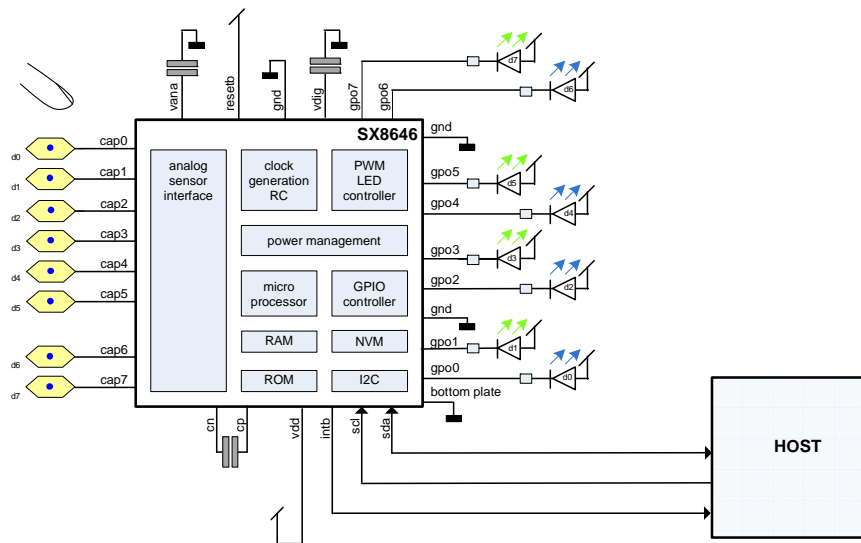 vana
resetb
gnd
vdig
gpo7
gpo6
d7
d6
SX8646
gnd
d0
cap0
d1
cap1
d2
cap2
d3
cap3
d4
cap4
d5
cap5
d6
cap6
d7
cap7
analog
sensor
interface
clock
generation
RC
PWM
LED
controller
power management
micro
processor
GPIO
controller
RAM
NVM
ROM
I2C
gpo5
d5
gpo4
d4
gpo3
d3
gpo2
d2
gnd
gpo1
d1
gpo0
d0
bottom plate
cn
cp
vdd
intb
scl
sda
HOST